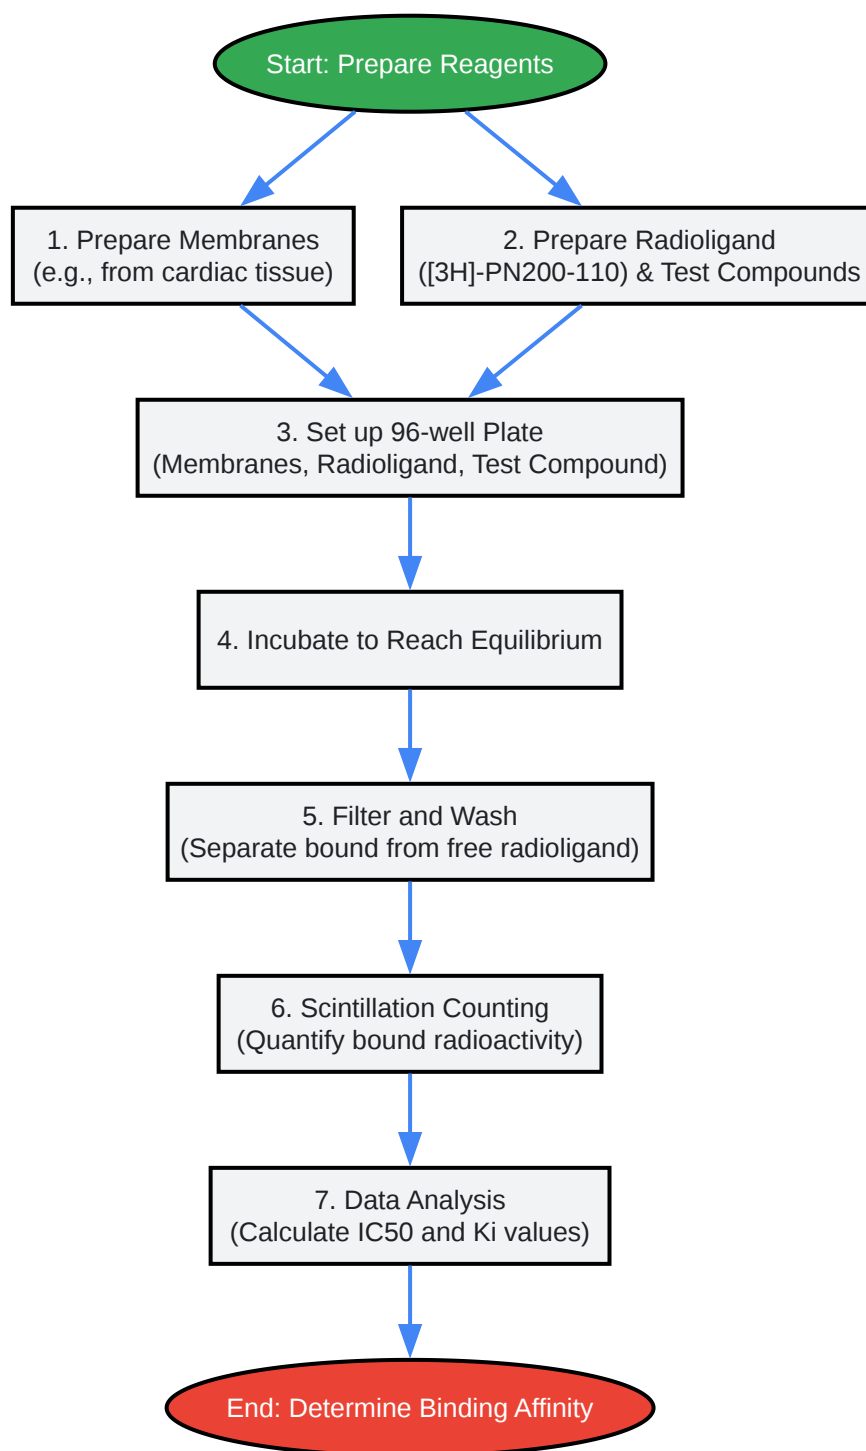 Start: Prepare Reagents
1. Prepare Membranes
(e.g., from cardiac tissue)
2. Prepare Radioligand
([3H]-PN200-110) & Test Compounds
3. Set up 96-well Plate
(Membranes, Radioligand, Test Compound)
4. Incubate to Reach Equilibrium
5. Filter and Wash
(Separate bound from free radioligand)
6. Scintillation Counting
(Quantify bound radioactivity)
7. Data Analysis
(Calculate IC50 and Ki values)
End: Determine Binding Affinity